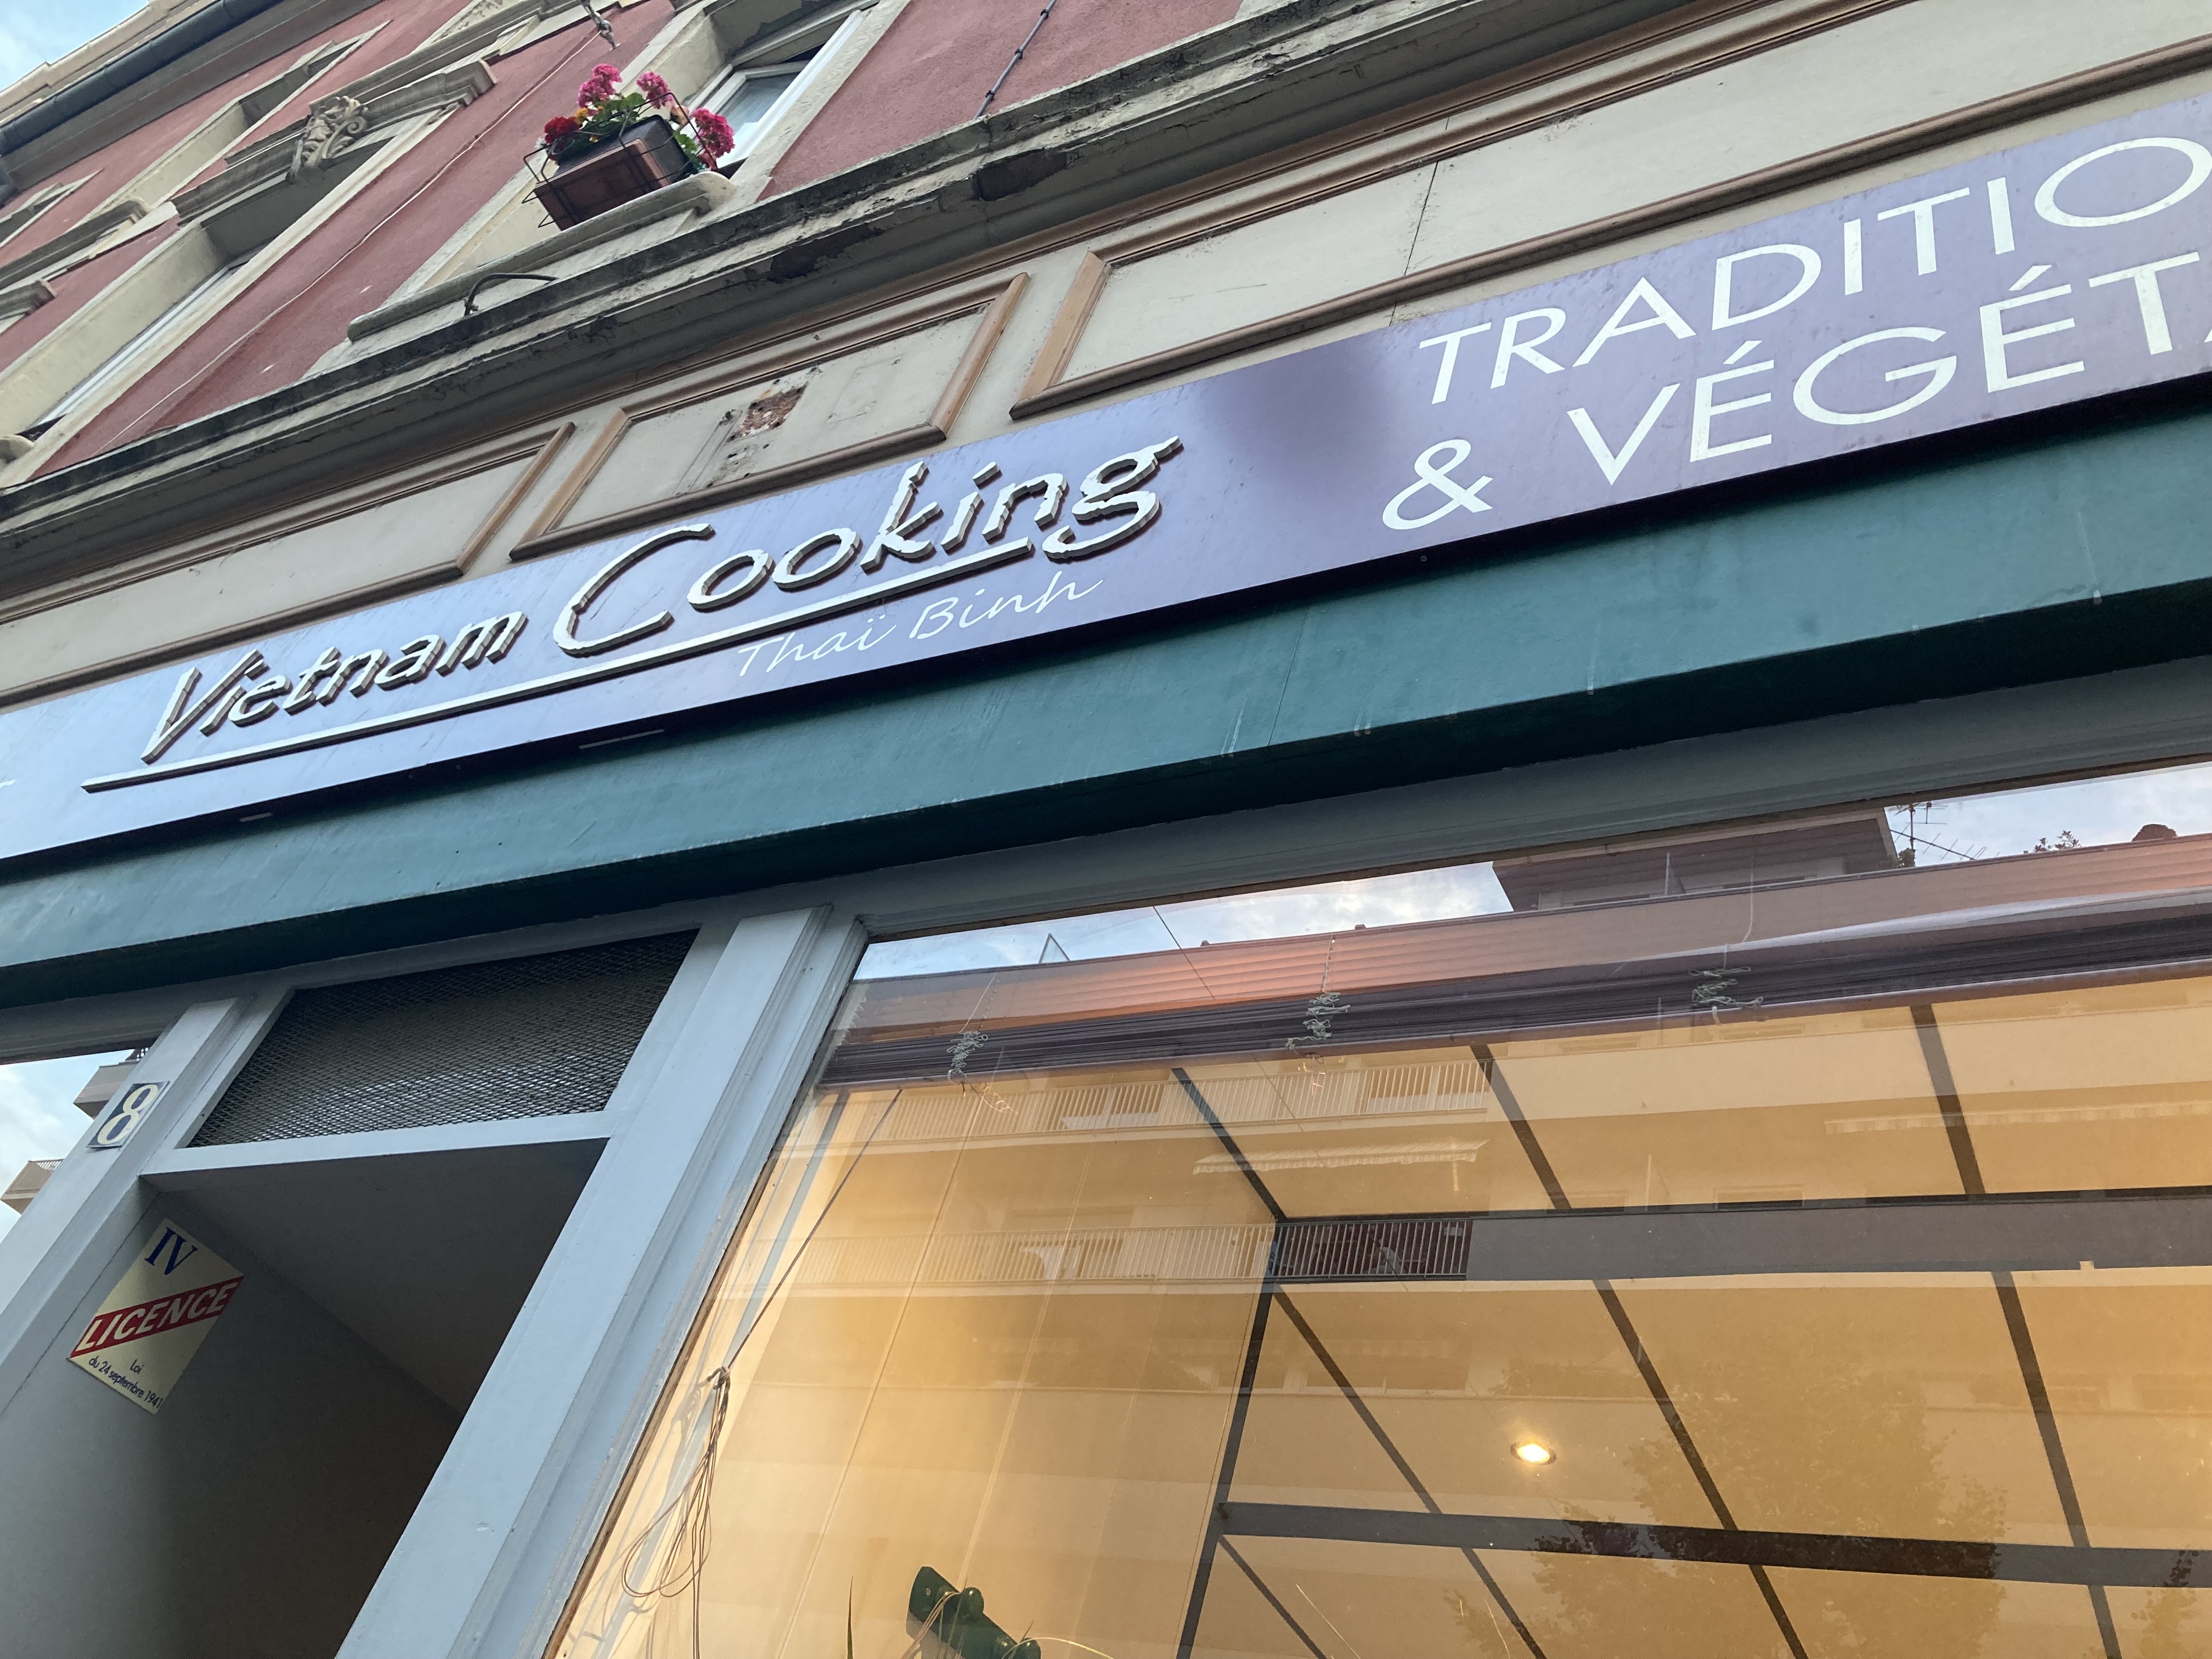 Vietnam Cooking
Thaï Binh
TRADITIO
& VÉGÉTA
8
IV
LICENCE
Loi
du 24 septembre 1941